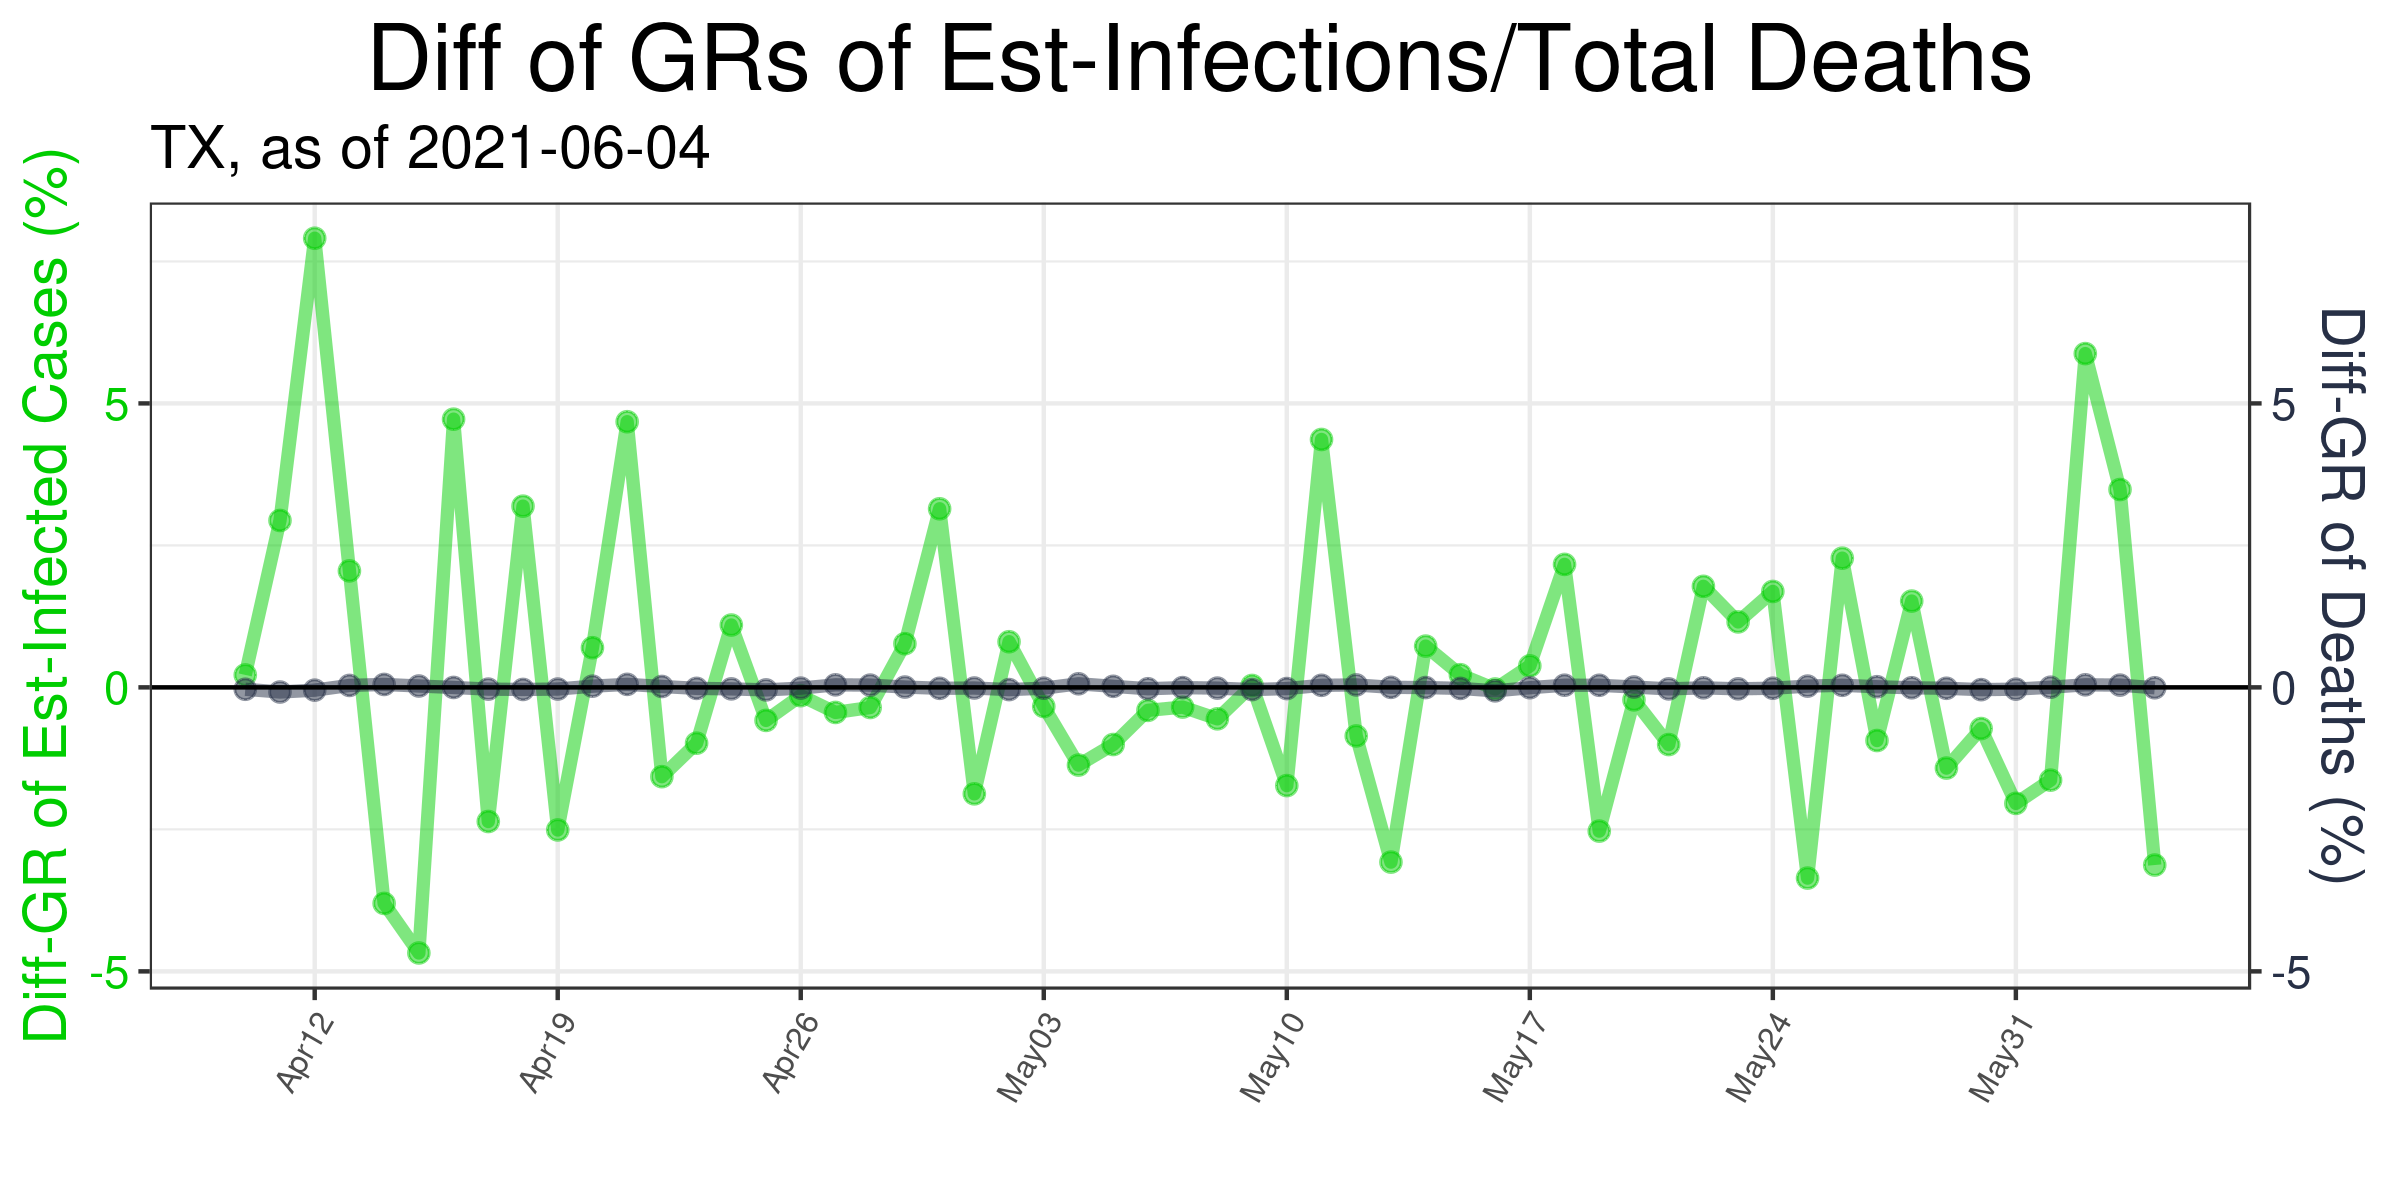 Diff of GRs of Est-Infections/Total Deaths
TX, as of 2021-06-04
Diff-GR of Est-Infected Cases (%)
5
0
-5
Diff-GR of Deaths (%)
5
0
-5
Apr12
Apr19
Apr26
May03
May10
May17
May24
May31